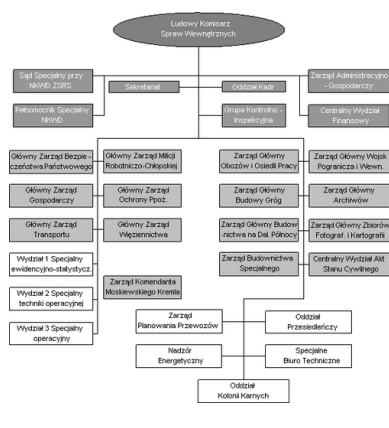 Ludowy Komisarz
Spraw Wewnętrznych
Sąd Specjalny przy
NKWD ZSRS
Sekretariat
Oddział Kadr
Zarząd Administracyjno
- Gospodarczy
Pełnomocnik Specjalny
NKWD
Grupa Kontrolno -
Inspekcyjna
Centralny Wydział
Finansowy
Główny Zarząd Bezpie -
czeństwa Państwowego
Główny Zarząd Milicji
Robotniczo-Chłopskiej
Zarząd Główny
Obozów i Osiedli Pracy
Zarząd Główny Wojsk
Pogranicza i Wewn.
Główny Zarząd
Gospodarczy
Główny Zarząd
Ochrony Ppoż.
Zarząd Główny
Budowy Gróg
Zarząd Główny
Archiwów
Główny Zarząd
Transportu
Główny Zarząd
Więziennictwa
Zarząd Główny Budow
-nictwa na Dal. Północy
Zarząd Główny Zbiorów
Fotograf. i Kartografii
Wydział 1 Specjalny
ewidencyjno-statystycz.
Zarząd Budownictwa
Specjalnego
Centralny Wydział Akt
Stanu Cywilnego
Wydział 2 Specjalny
techniki operacyjnej
Zarząd Komendanta
Moskiewskiego Kremla
Wydział 3 Specjalny
operacyjny
Zarząd
Planowania Przewozów
Oddział
Przesiedleńczy
Nadzór
Energetyczny
Specjalne
Biuro Techniczne
Oddział
Kolonii Karnych